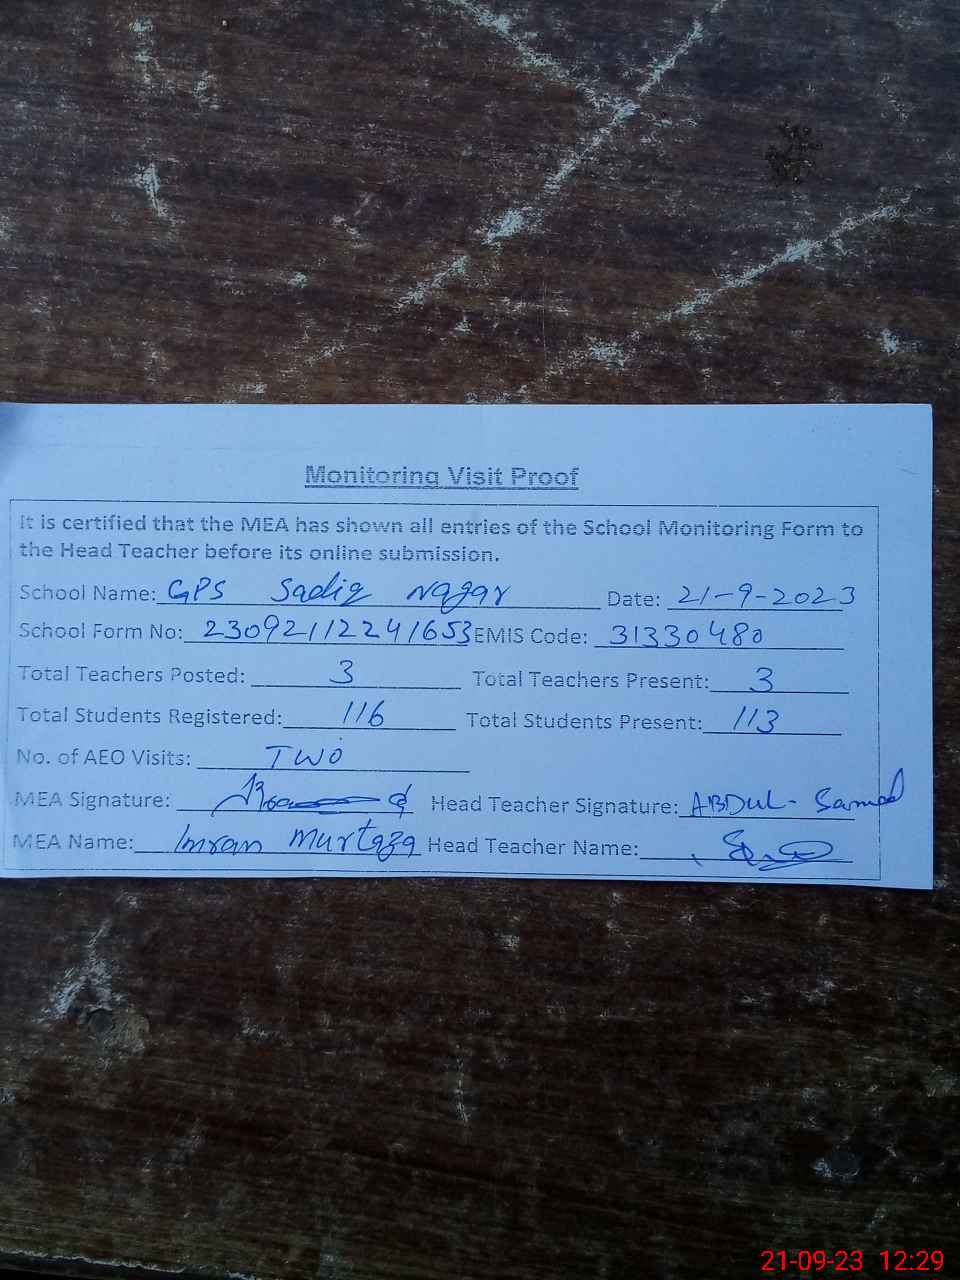 Monitoring Visit Proof
It is certified that the MEA has shown all entries of the School Monitoring Form to
the Head Teacher before its online submission.
School Name: GPS Sadiq Nagar Date: 21-9-2023
School Form No: 23092112241653 EMIS Code: 31330480
Total Teachers Posted: 3 Total Teachers Present: 3
Total Students Registered: 116 Total Students Present: 113
No. of AEO Visits: TWO
MEA Signature: Head Teacher Signature: ABDUL- Samad
MEA Name: Imran Murtaza Head Teacher Name:
21-09-23 12:29